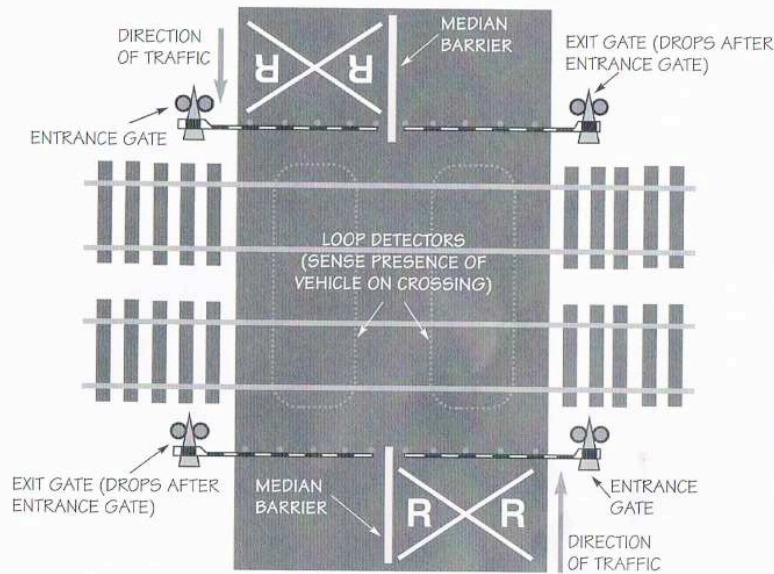 DIRECTION
OF TRAFFIC
MEDIAN
BARRIER
EXIT GATE (DROPS AFTER
ENTRANCE GATE)
R R
ENTRANCE GATE
LOOP DETECTORS
(SENSE PRESENCE OF
VEHICLE ON CROSSING)
EXIT GATE (DROPS AFTER
ENTRANCE GATE)
MEDIAN
BARRIER
R R
ENTRANCE
GATE
DIRECTION
OF TRAFFIC